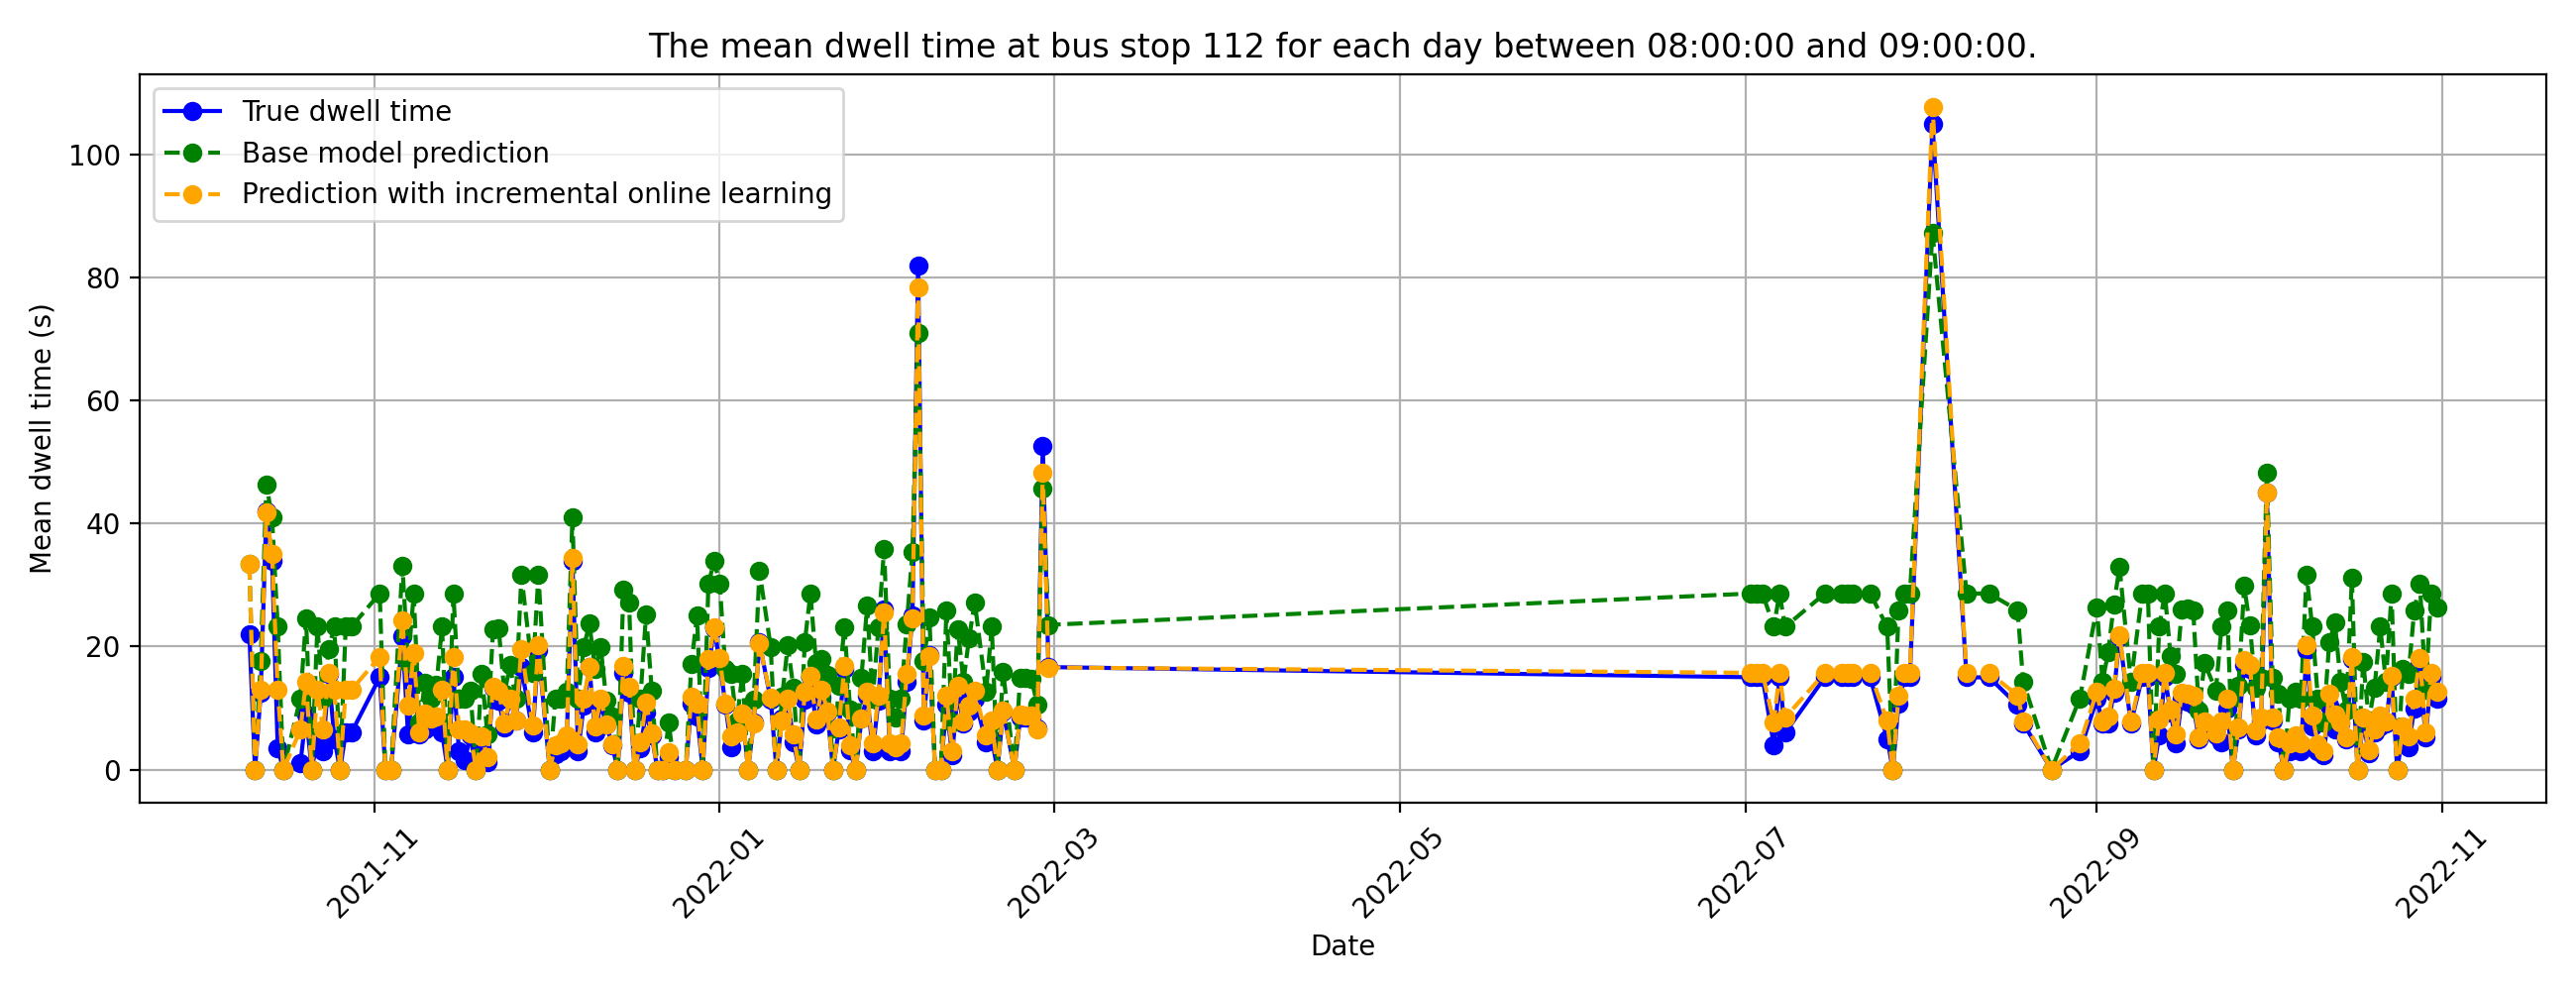 The mean dwell time at bus stop 112 for each day between 08:00:00 and 09:00:00.
True dwell time
Base model prediction
Prediction with incremental online learning
Mean dwell time (s)
100
80
60
40
20
0
2021-11
2022-01
2022-03
2022-05
2022-07
2022-09
2022-11
Date